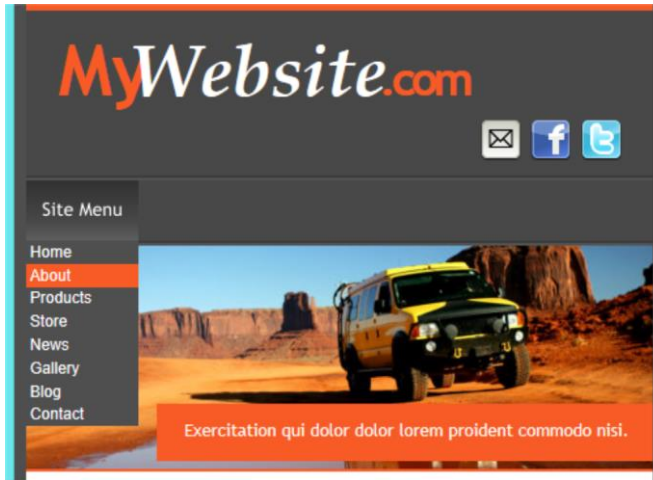 MyWebsite.com
Site Menu
Home
About
Products
Store
News
Gallery
Blog
Contact
Exercitation qui dolor dolor lorem proident commodo nisi.